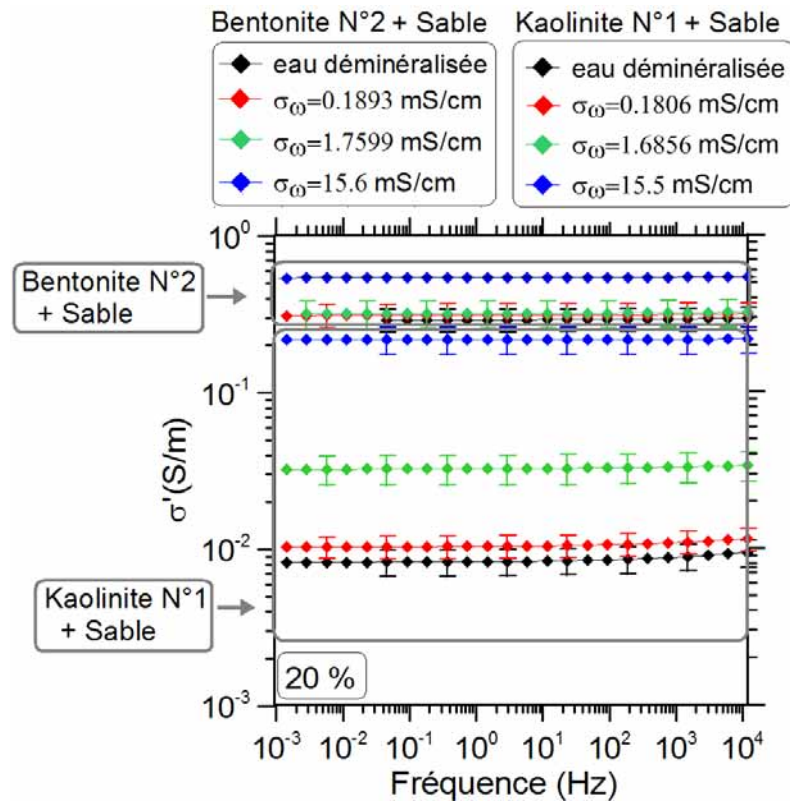 Bentonite N°2 + Sable
eau déminéralisée
σω=0.1893 mS/cm
σω=1.7599 mS/cm
σω=15.6 mS/cm
Kaolinite N°1 + Sable
eau déminéralisée
σω=0.1806 mS/cm
σω=1.6856 mS/cm
σω=15.5 mS/cm
Bentonite N°2
+ Sable
Kaolinite N°1
+ Sable
σ'(S/m)
10⁰
10⁻¹
10⁻²
10⁻³
20 %
10⁻³ 10⁻² 10⁻¹ 10⁰ 10¹ 10² 10³ 10⁴
Fréquence (Hz)